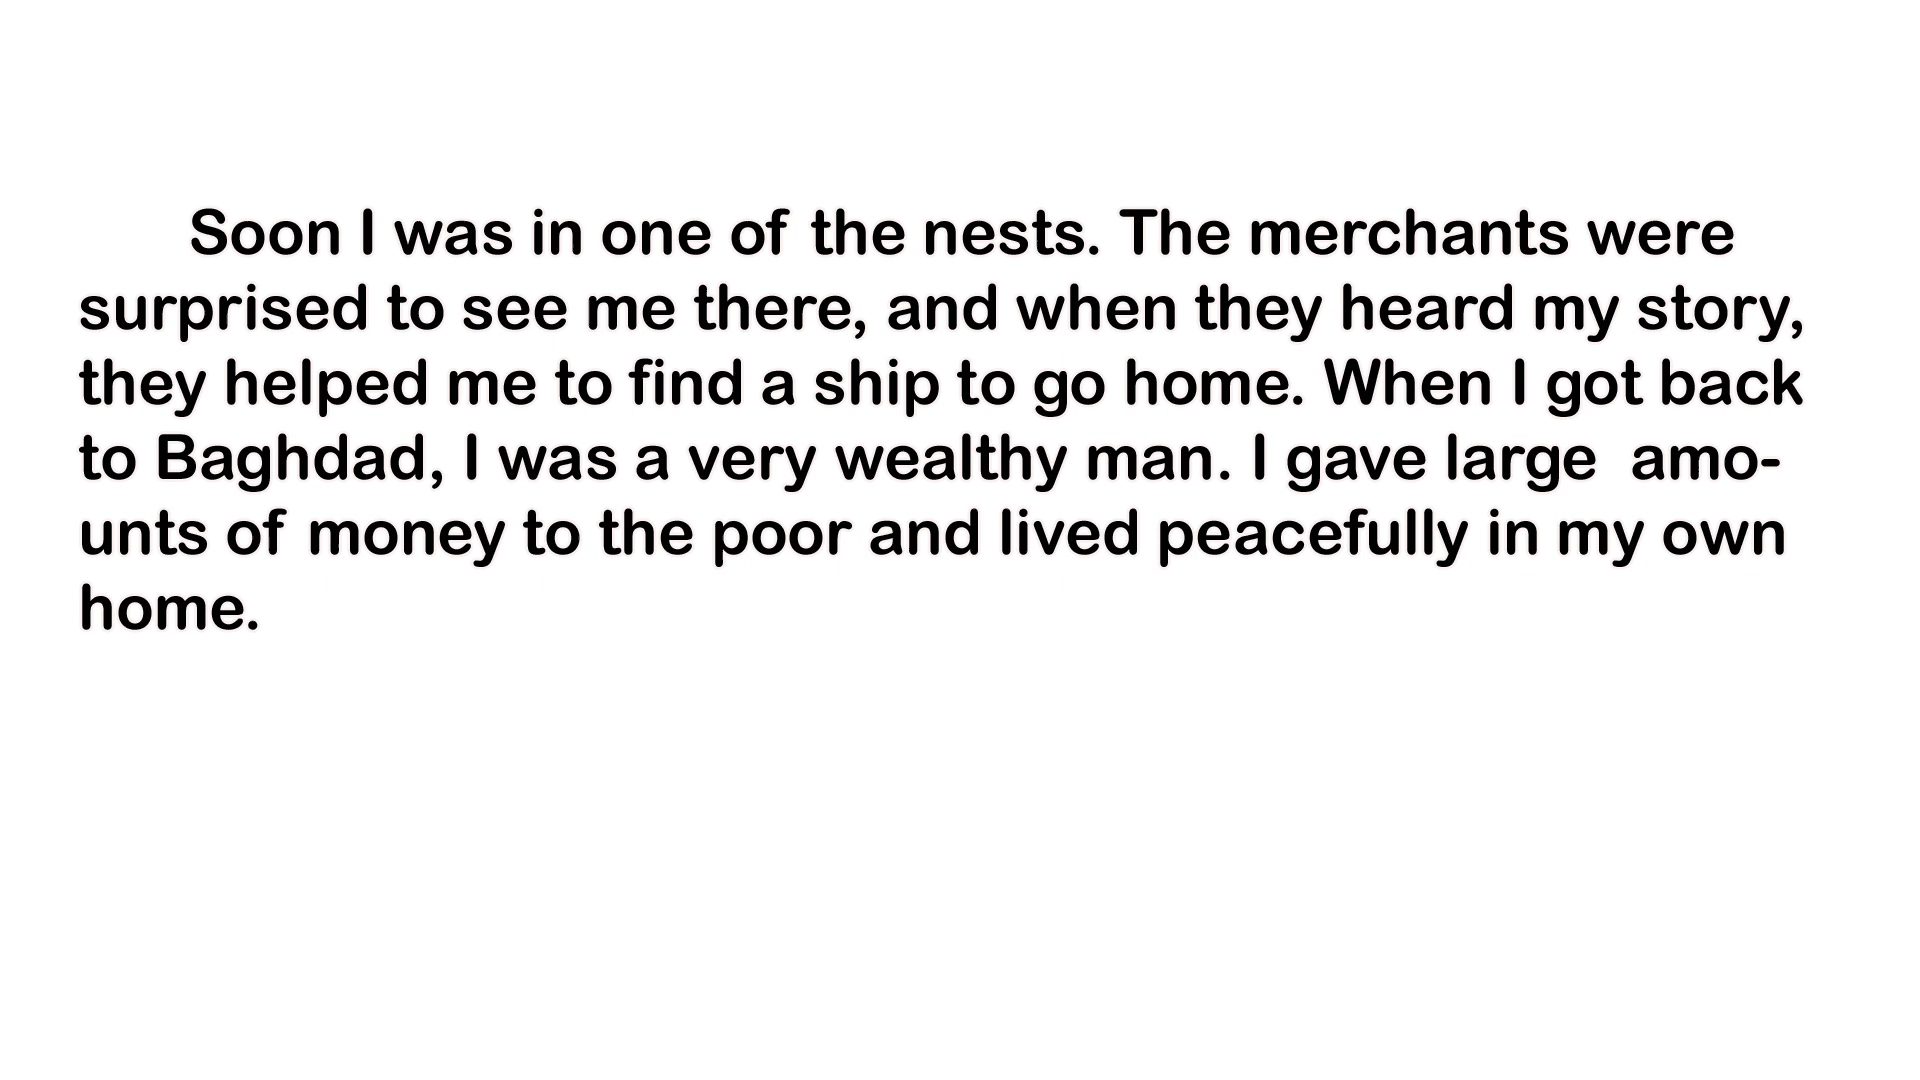 Soon I was in one of the nests. The merchants were
surprised to see me there, and when they heard my story,
they helped me to find a ship to go home. When I got back
to Baghdad, I was a very wealthy man. I gave large  amo-
unts of money to the poor and lived peacefully in my own
home.